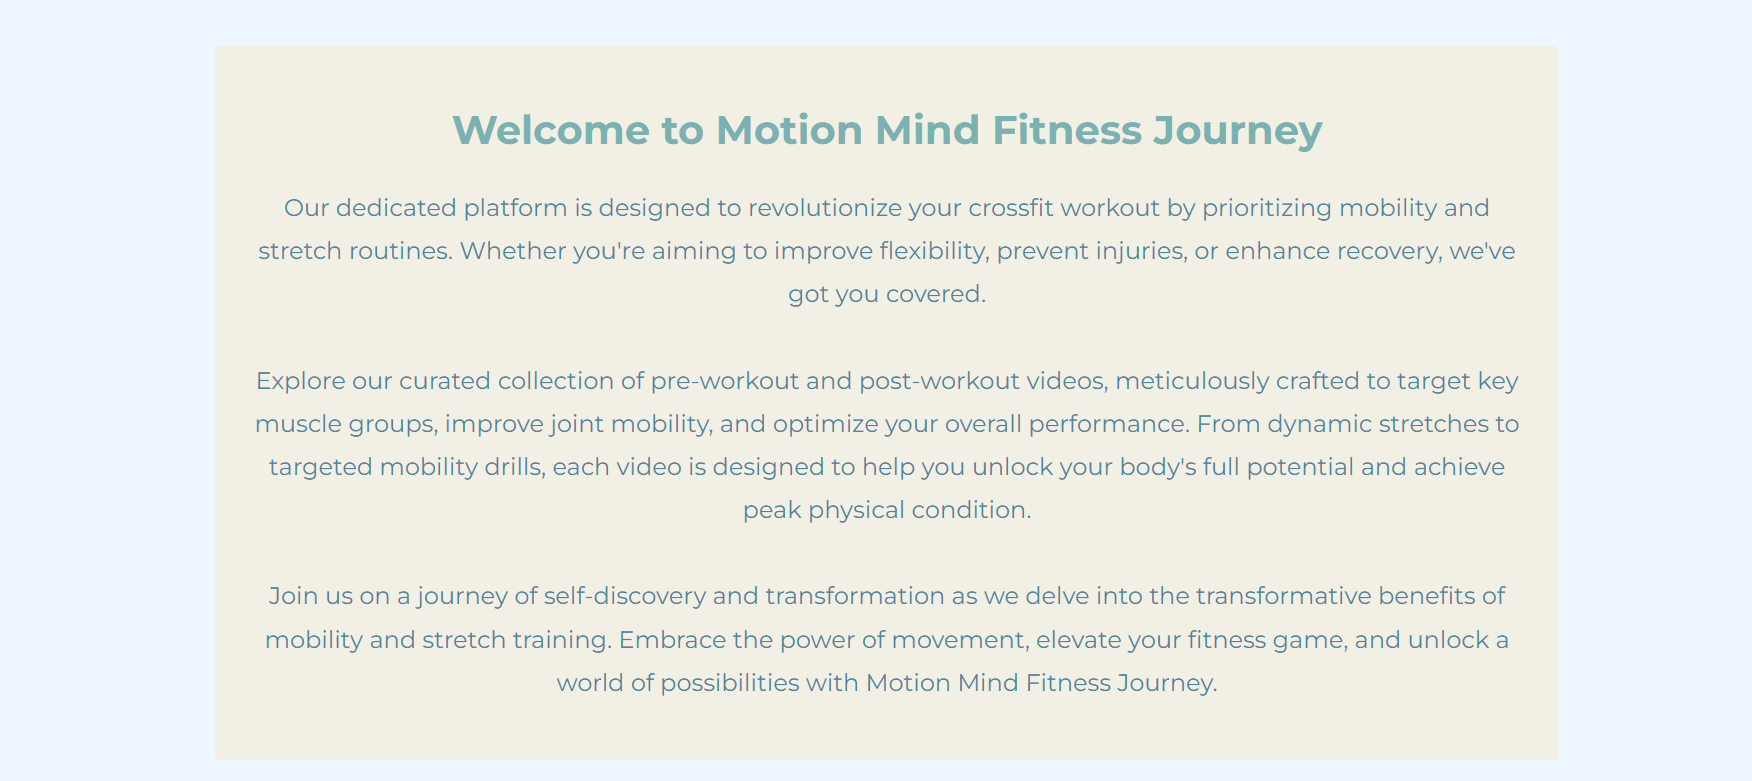 Welcome to Motion Mind Fitness Journey
Our dedicated platform is designed to revolutionize your crossfit workout by prioritizing mobility and
stretch routines. Whether you're aiming to improve flexibility, prevent injuries, or enhance recovery, we've
got you covered.
Explore our curated collection of pre-workout and post-workout videos, meticulously crafted to target key
muscle groups, improve joint mobility, and optimize your overall performance. From dynamic stretches to
targeted mobility drills, each video is designed to help you unlock your body's full potential and achieve
peak physical condition.
Join us on a journey of self-discovery and transformation as we delve into the transformative benefits of
mobility and stretch training. Embrace the power of movement, elevate your fitness game, and unlock a
world of possibilities with Motion Mind Fitness Journey.